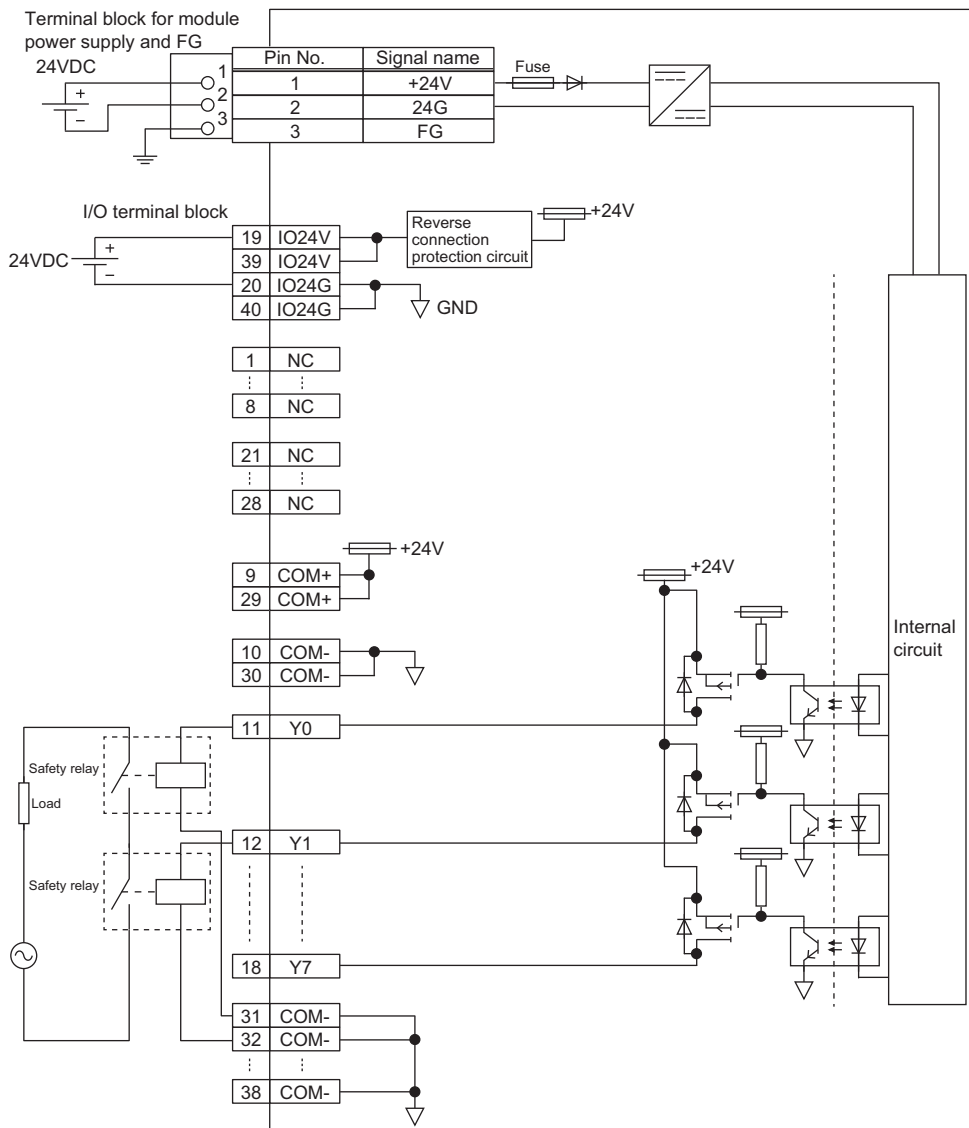 Terminal block for module
power supply and FG
24VDC
+
−
1
2
3
Pin No. Signal name
1 +24V
2 24G
3 FG
Fuse
I/O terminal block
24VDC
+
−
19 IO24V
39 IO24V
20 IO24G
40 IO24G
Reverse
connection
protection circuit
+24V
GND
1 NC
8 NC
21 NC
28 NC
+24V
9 COM+
29 COM+
+24V
10 COM-
30 COM-
Internal
circuit
11 Y0
Safety relay
Load
12 Y1
Safety relay
18 Y7
31 COM-
32 COM-
38 COM-